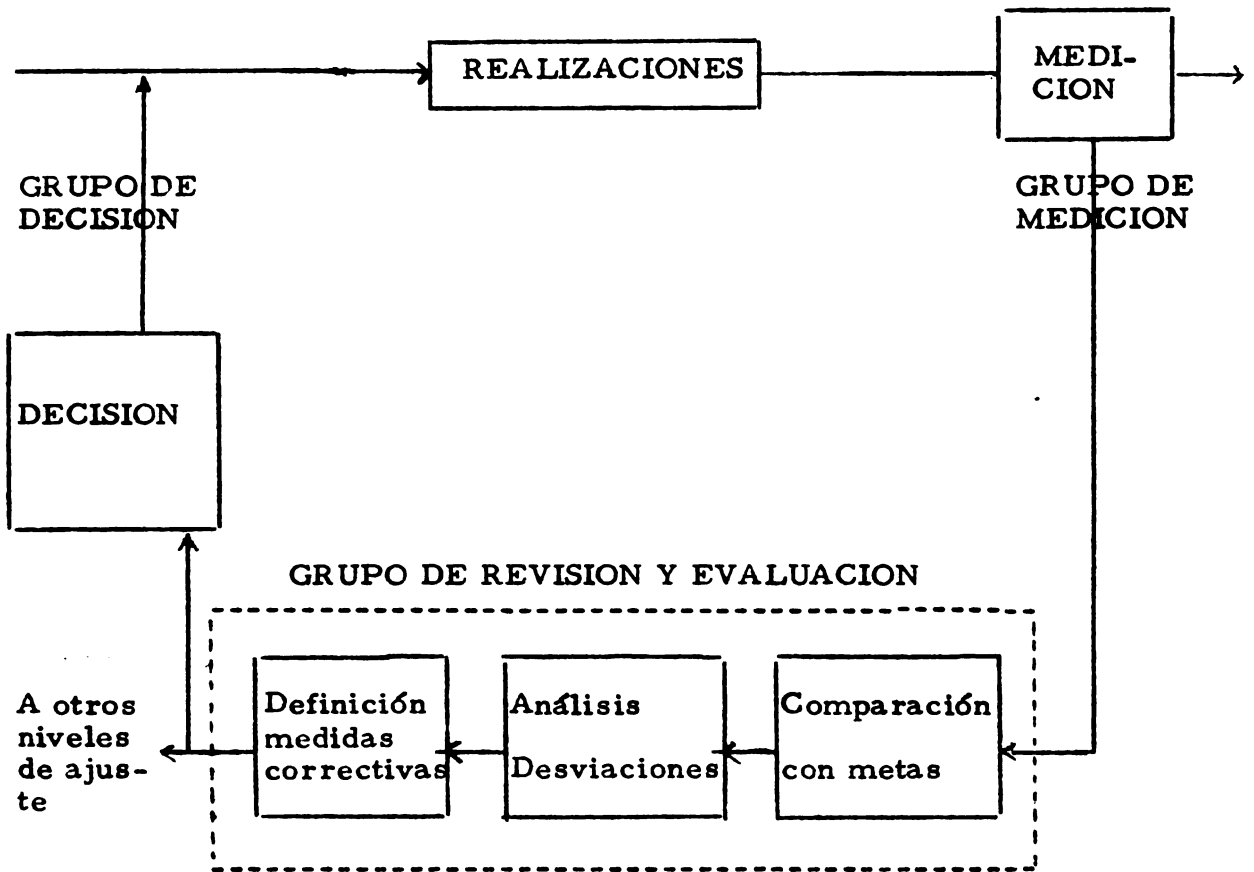 REALIZACIONES
MEDI-
CION
GRUPO DE
DECISION
GRUPO DE
MEDICION
DECISION
GRUPO DE REVISION Y EVALUACION
A otros
niveles
de ajus-
te
Definición
medidas
correctivas
Análisis
Desviaciones
Comparación
con metas